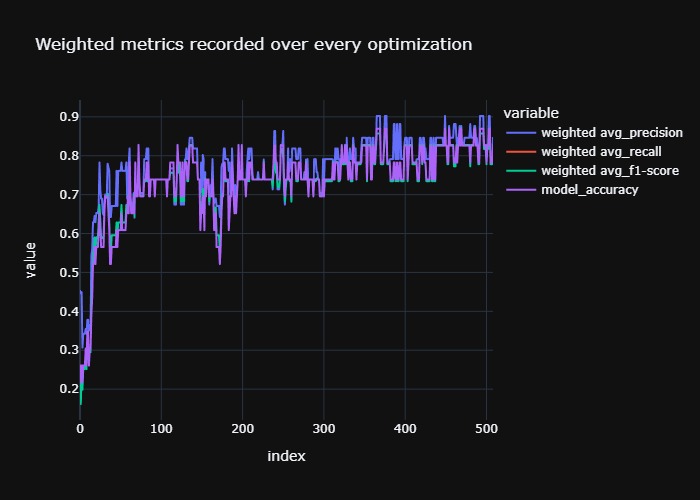 Weighted metrics recorded over every optimization
variable
weighted avg_precision
weighted avg_recall
weighted avg_f1-score
model_accuracy
value
0.9
0.8
0.7
0.6
0.5
0.4
0.3
0.2
0 100 200 300 400 500
index